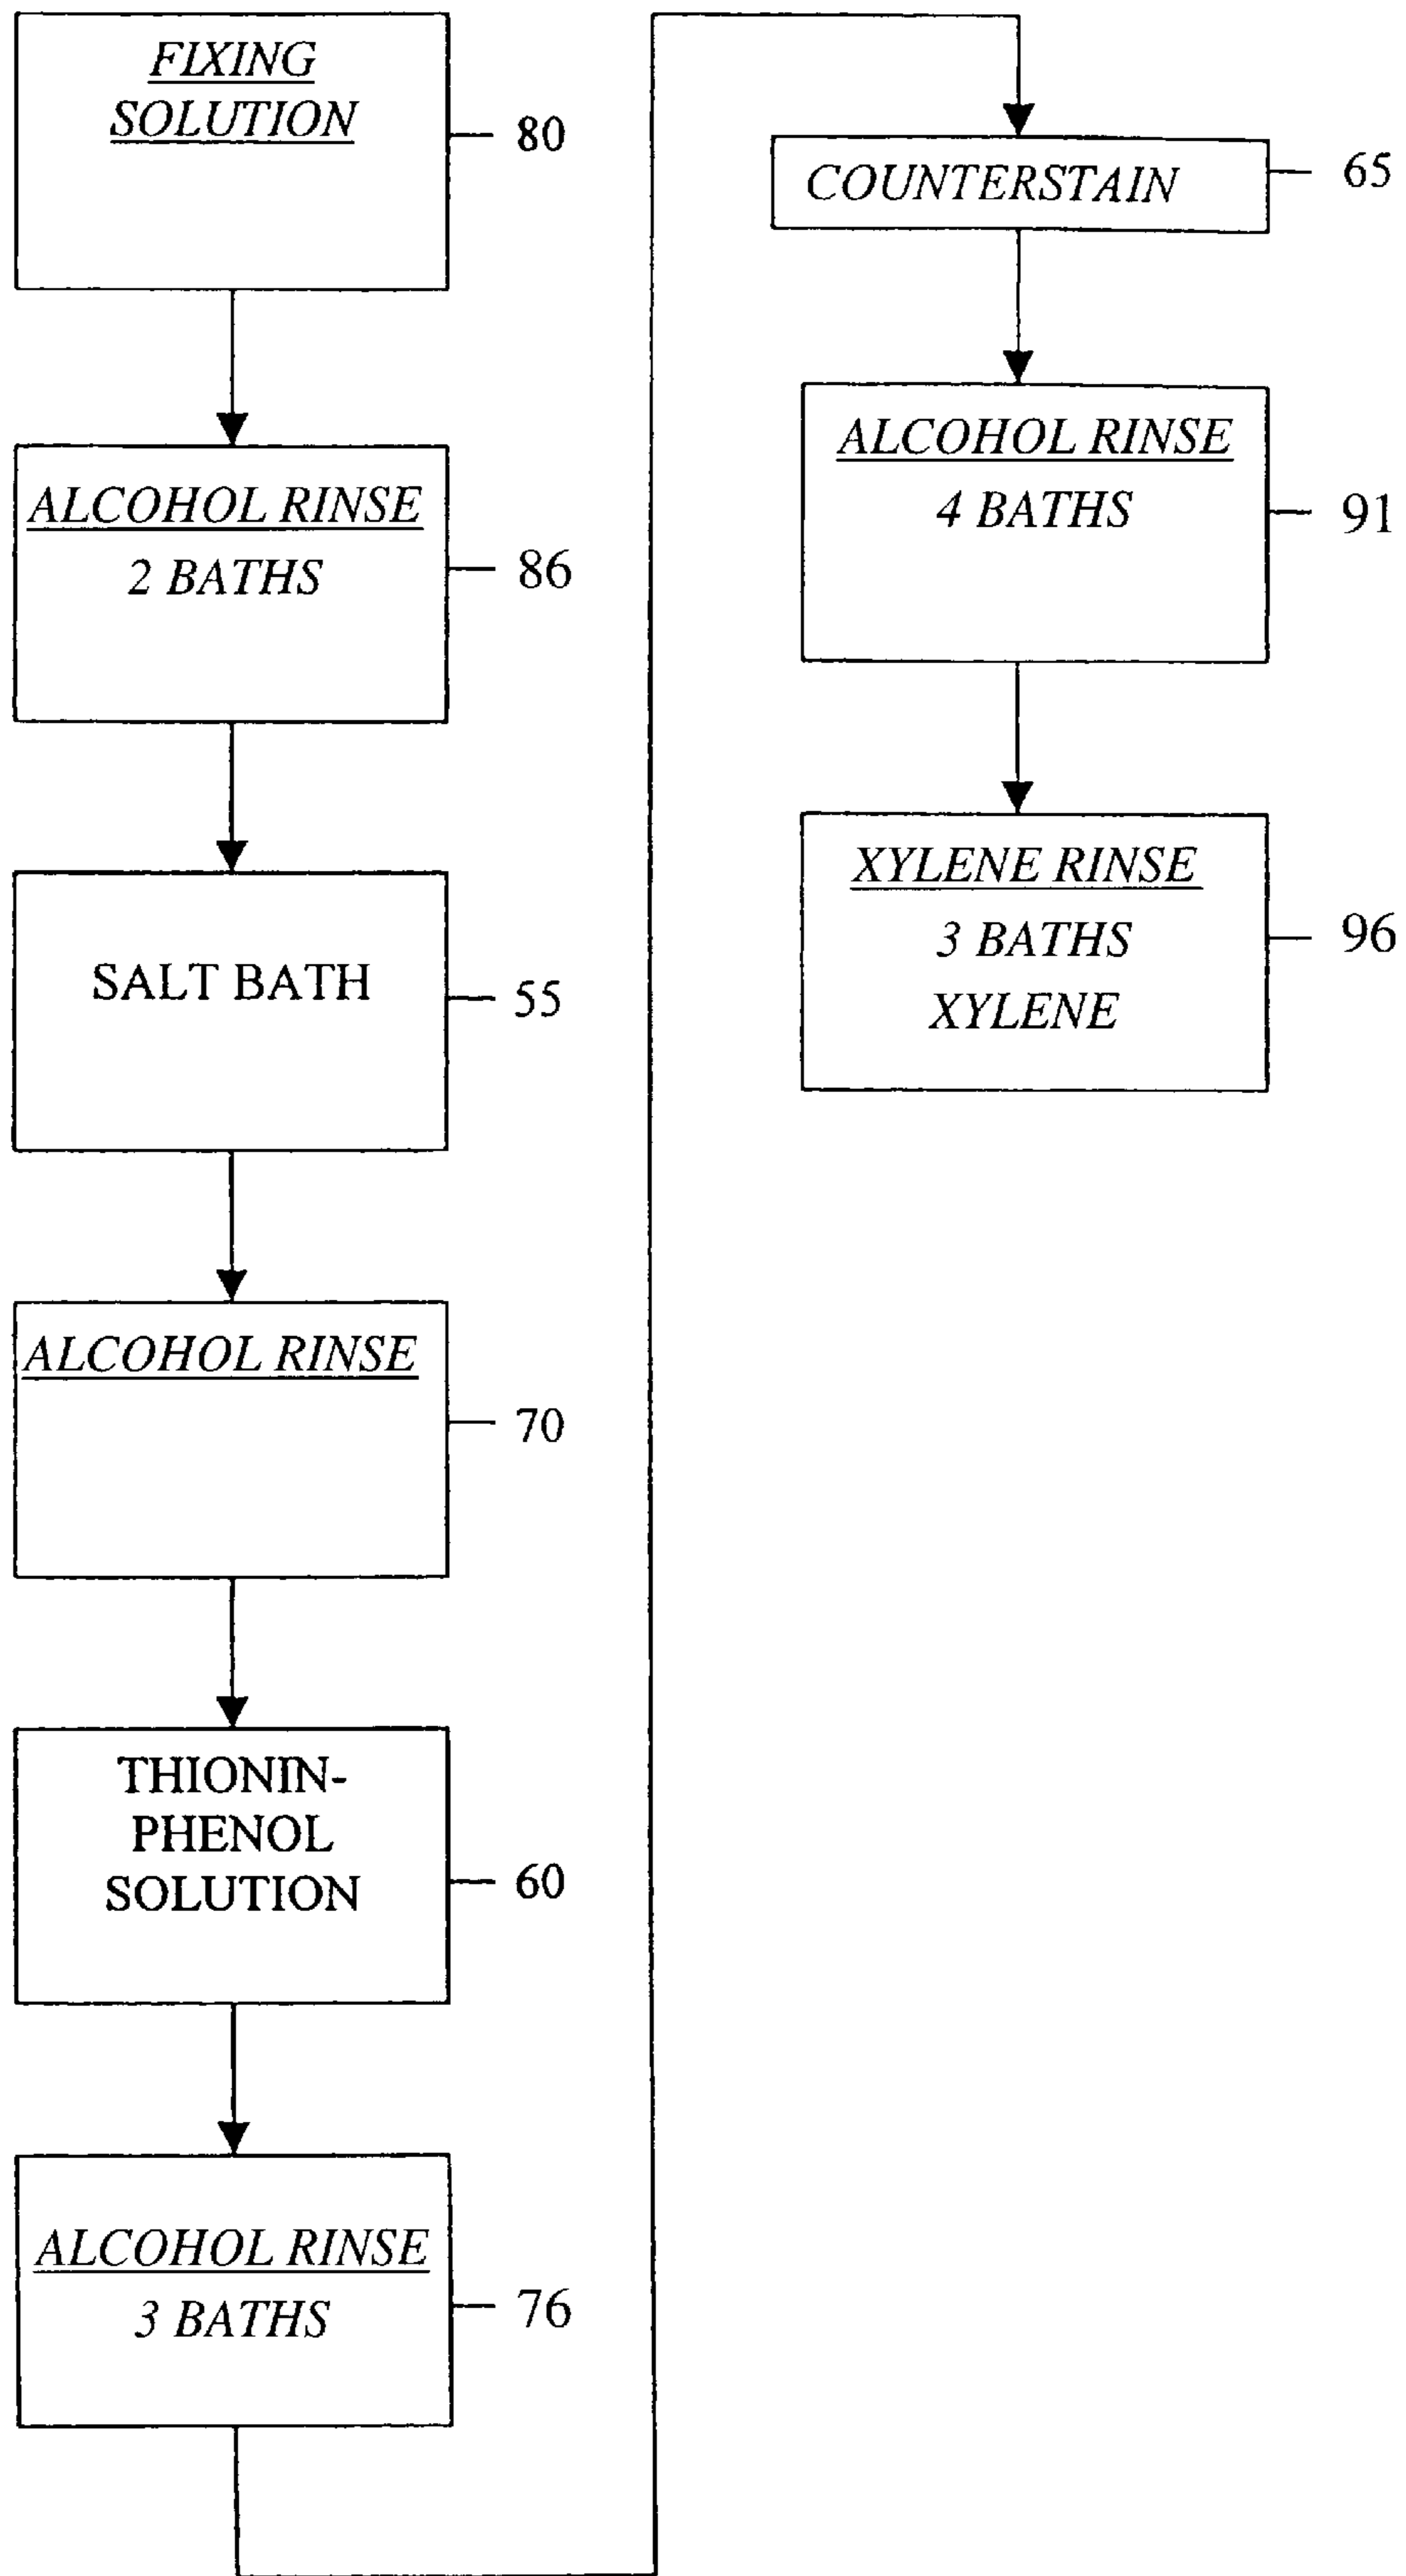 FIXING
SOLUTION
80
ALCOHOL RINSE
2 BATHS
86
SALT BATH
55
ALCOHOL RINSE
70
THIONIN-
PHENOL
SOLUTION
60
ALCOHOL RINSE
3 BATHS
76
COUNTERSTAIN
65
ALCOHOL RINSE
4 BATHS
91
XYLENE RINSE
3 BATHS
XYLENE
96